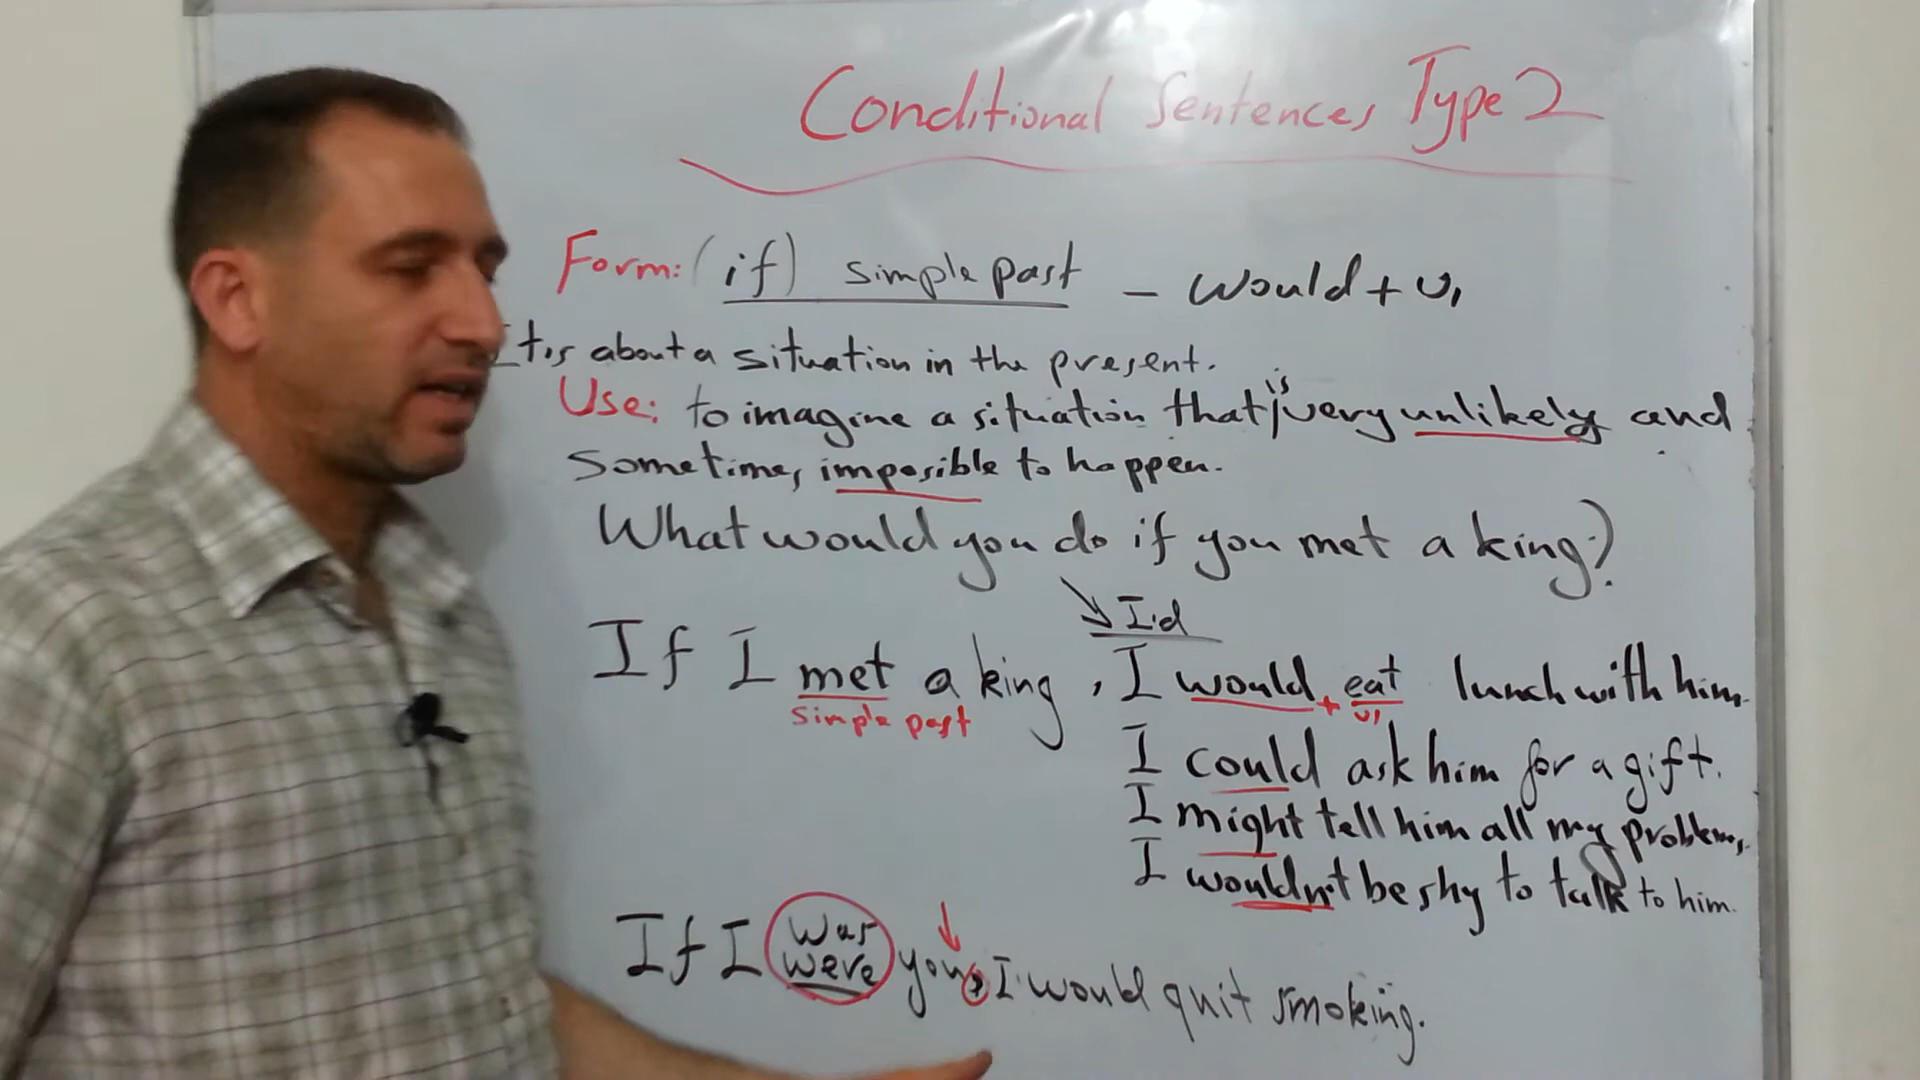 Conditional Sentences Type 2
Form: (if) simple past – would + v1
It is about a situation in the present.
Use: to imagine a situation that is very unlikely and
sometimes imposible to happen.
What would you do if you met a king?
I'd
If I met a king, I would + eat lunch with him.
simple past v1
I could ask him for a gift.
I might tell him all my problems.
I wouldn't be shy to talk to him.
was
If I were you, I would quit smoking.